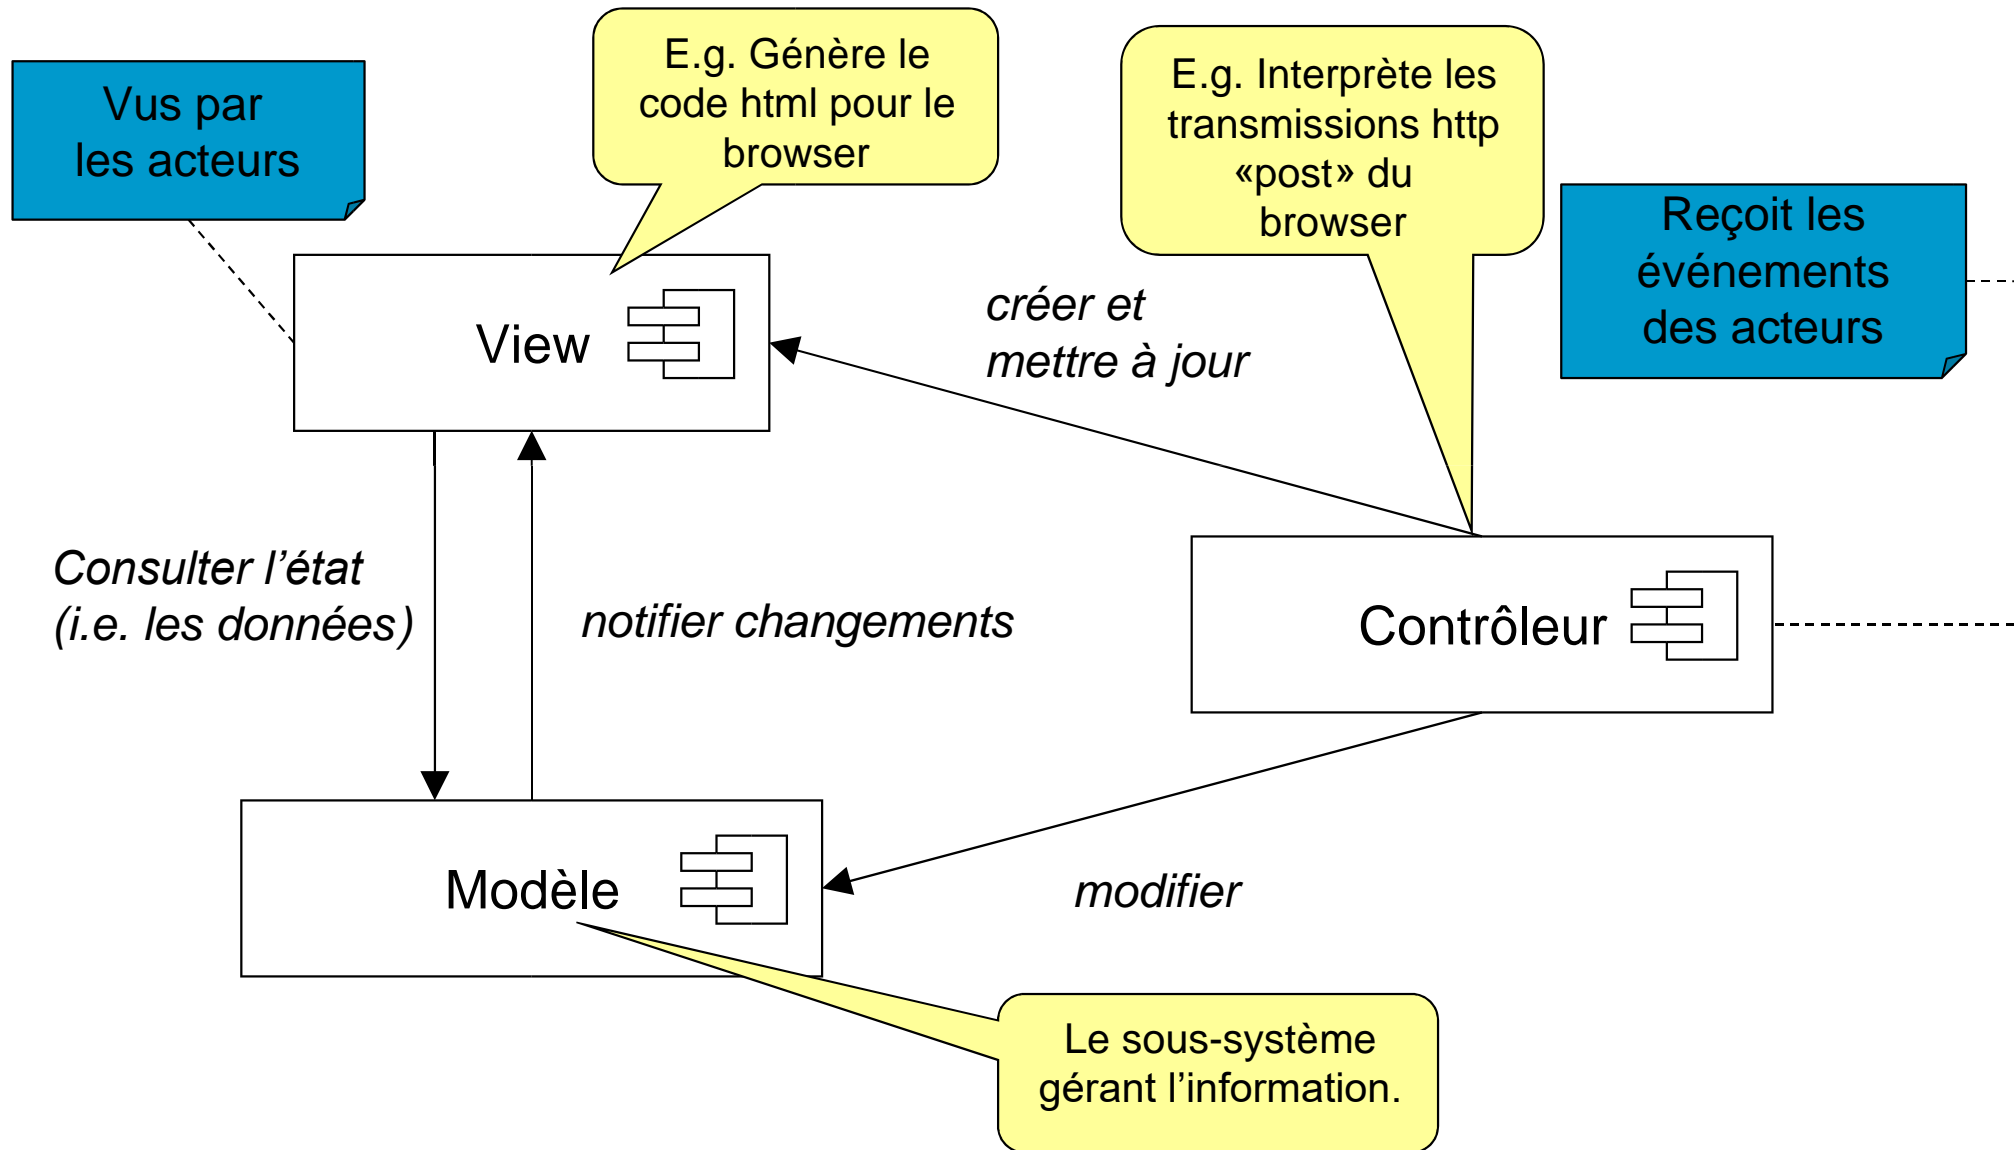 Vus par
les acteurs
E.g. Génère le
code html pour le
browser
E.g. Interprète les
transmissions http
«post» du
browser
Reçoit les
événements
des acteurs
View
créer et
mettre à jour
Consulter l’état
(i.e. les données)
notifier changements
Contrôleur
Modèle
modifier
Le sous-système
gérant l’information.